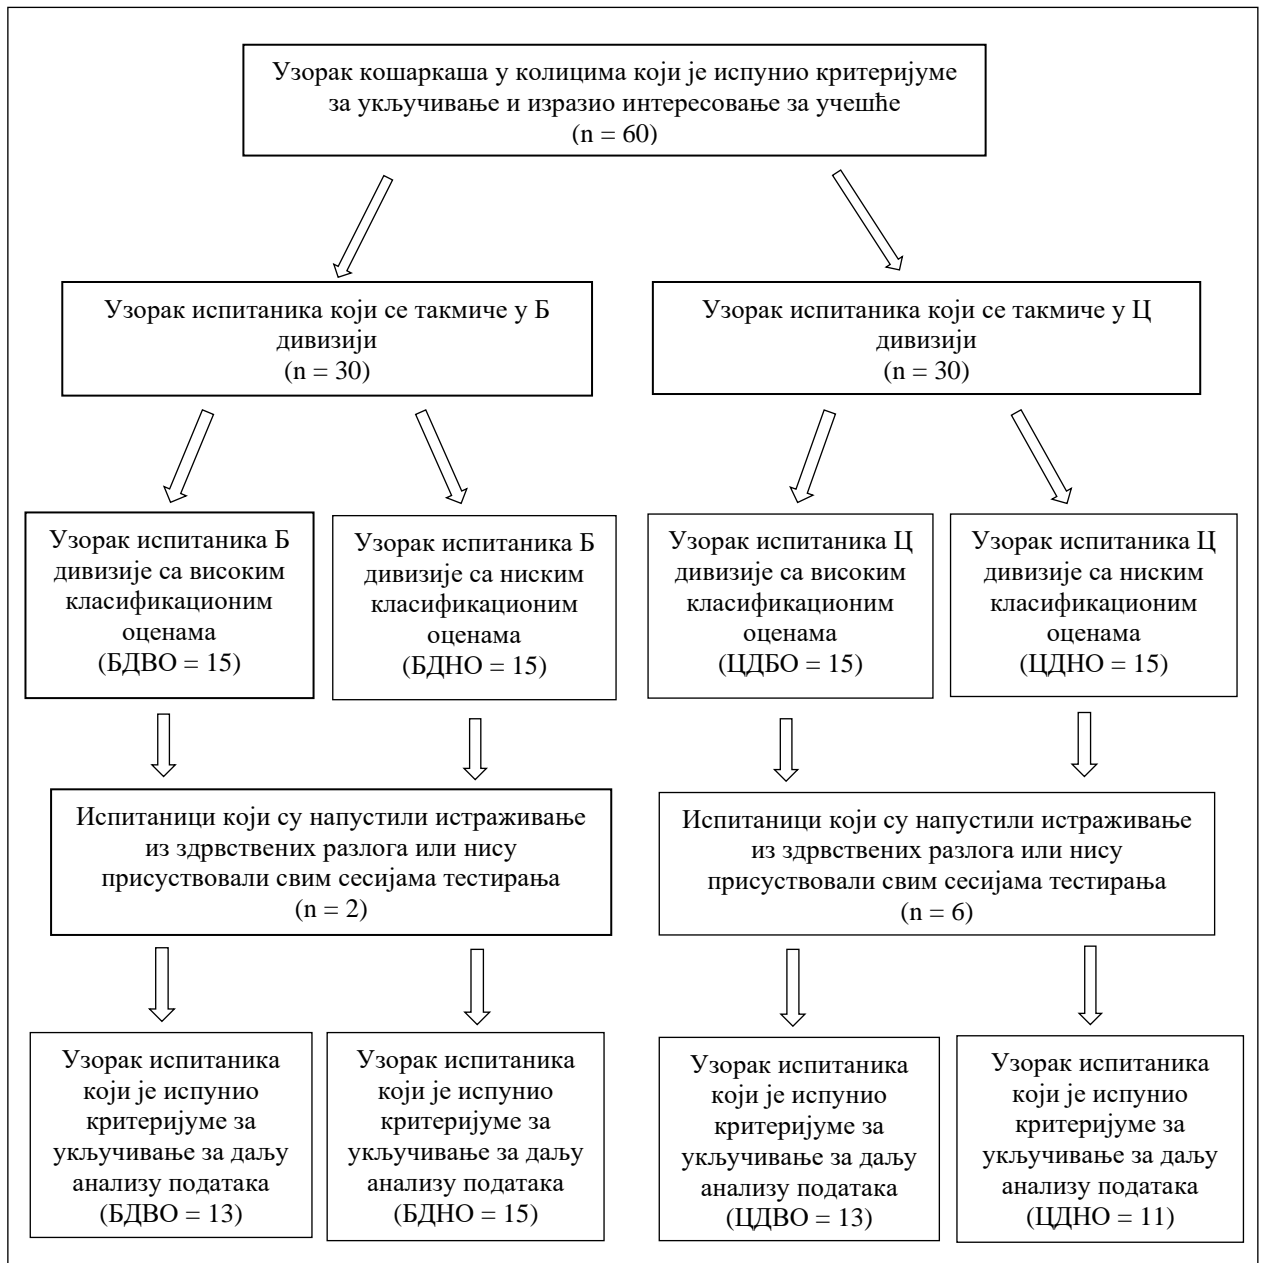 Узорак кошаркаша у колицима који је испунио критеријуме
за укључивање и изразио интересовање за учешће
(n = 60)
Узорак испитаника који се такмиче у Б
дивизији
(n = 30)
Узорак испитаника који се такмиче у Ц
дивизији
(n = 30)
Узорак испитаника Б
дивизије са високим
класификационим
оценама
(БДВО = 15)
Узорак испитаника Б
дивизије са ниским
класификационим
оценама
(БДНО = 15)
Узорак испитаника Ц
дивизије са високим
класификационим
оценама
(ЦДБО = 15)
Узорак испитаника Ц
дивизије са ниским
класификационим
оценама
(ЦДНО = 15)
Испитаници који су напустили истраживање
из здрвствених разлога или нису
присуствовали свим сесијама тестирања
(n = 2)
Испитаници који су напустили истраживање
из здрвствених разлога или нису
присуствовали свим сесијама тестирања
(n = 6)
Узорак испитаника
који је испунио
критеријуме за
укључивање за даљу
анализу података
(БДВО = 13)
Узорак испитаника
који је испунио
критеријуме за
укључивање за даљу
анализу података
(БДНО = 15)
Узорак испитаника
који је испунио
критеријуме за
укључивање за даљу
анализу података
(ЦДВО = 13)
Узорак испитаника
који је испунио
критеријуме за
укључивање за даљу
анализу података
(ЦДНО = 11)